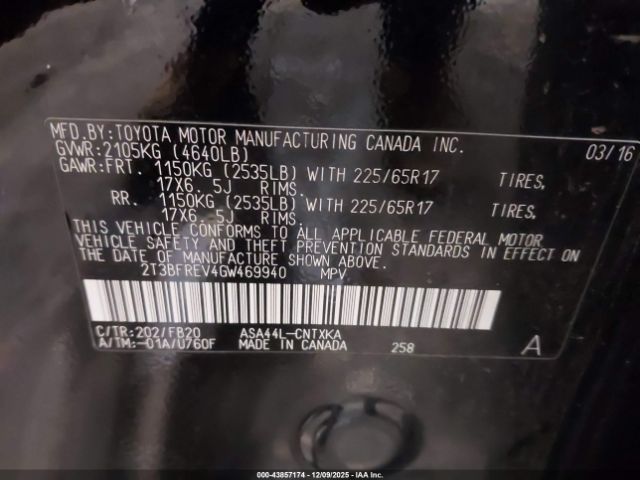 MFD.BY:TOYOTA MOTOR MANUFACTURING CANADA INC.
GVWR:2105KG (4640LB) 03/16
GAWR:FRT. 1150KG (2535LB) WITH 225/65R17 TIRES,
17X6.5J RIMS.
RR. 1150KG (2535LB) WITH 225/65R17 TIRES,
17X6.5J RIMS.
THIS VEHICLE CONFORMS TO ALL APPLICABLE FEDERAL MOTOR
VEHICLE SAFETY AND THEFT PREVENTION STANDARDS IN EFFECT ON
THE DATE OF MANUFACTURE SHOWN ABOVE.
2T3BFREV4GW469940 MPV.
C/TR:202/FB20 ASA44L-CNTXKA
A/TM:-01A/U760F MADE IN CANADA 258 A
000-43857174 - 12/09/2025 - IAAI Inc.